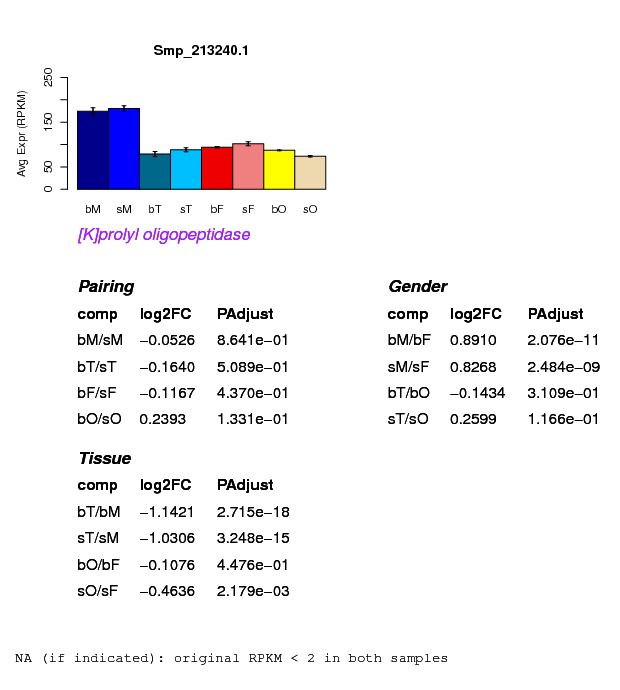 Smp_213240.1
Avg Expr (RPKM)
250
150
50
0
bM sM bT sT bF sF bO sO
[K]prolyl oligopeptidase
Pairing
comp log2FC PAdjust
bM/sM −0.0526 8.641e−01
bT/sT −0.1640 5.089e−01
bF/sF −0.1167 4.370e−01
bO/sO 0.2393 1.331e−01
Gender
comp log2FC PAdjust
bM/bF 0.8910 2.076e−11
sM/sF 0.8268 2.484e−09
bT/bO −0.1434 3.109e−01
sT/sO 0.2599 1.166e−01
Tissue
comp log2FC PAdjust
bT/bM −1.1421 2.715e−18
sT/sM −1.0306 3.248e−15
bO/bF −0.1076 4.476e−01
sO/sF −0.4636 2.179e−03
NA (if indicated): original RPKM < 2 in both samples